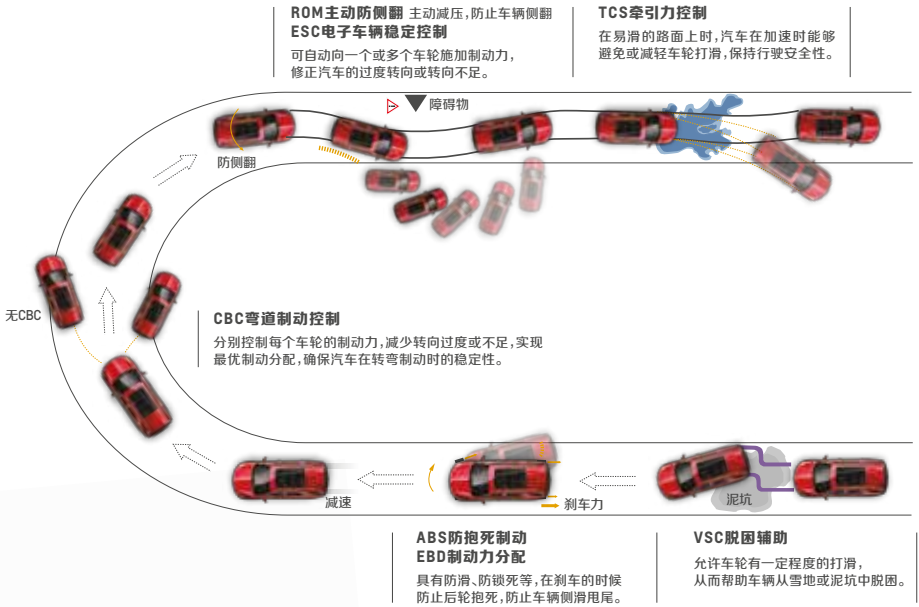 ROM主动防侧翻 主动减压,防止车辆侧翻
ESC电子车辆稳定控制
可自动向一个或多个车轮施加制动力,
修正汽车的过度转向或转向不足。
TCS牵引力控制
在易滑的路面上时,汽车在加速时能够
避免或减轻车轮打滑,保持行驶安全性。
障碍物
防侧翻
无CBC
CBC弯道制动控制
分别控制每个车轮的制动力,减少转向过度或不足,实现
最优制动分配,确保汽车在转弯制动时的稳定性。
减速
刹车力
泥坑
ABS防抱死制动
EBD制动力分配
具有防滑、防锁死等,在刹车的时候
防止后轮抱死,防止车辆侧滑甩尾。
VSC脱困辅助
允许车轮有一定程度的打滑,
从而帮助车辆从雪地或泥坑中脱困。